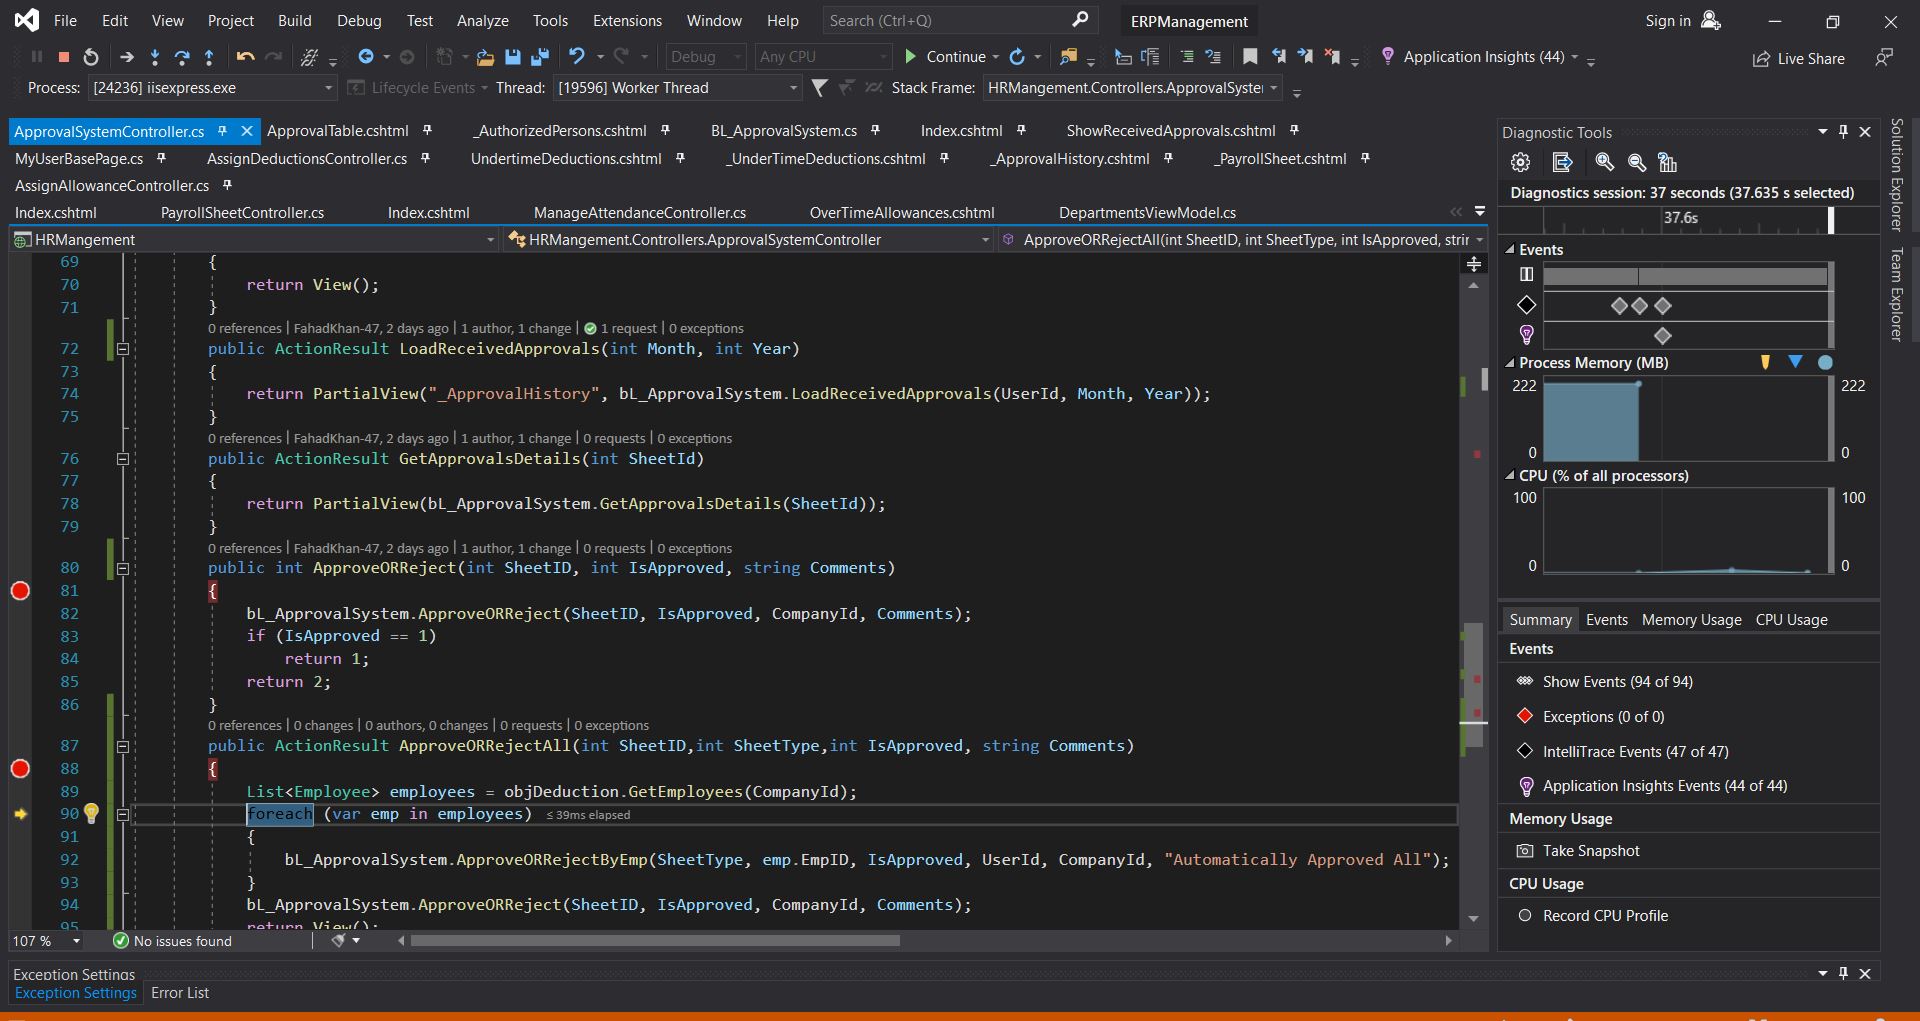 File Edit View Project Build Debug Test Analyze Tools Extensions Window Help Search (Ctrl+Q) ERPManagement Sign in
Debug Any CPU Continue Application Insights (44) Live Share
Process: [24236] iisexpress.exe Lifecycle Events Thread: [19596] Worker Thread Stack Frame: HRMangement.Controllers.ApprovalSyste
ApprovalSystemController.cs ApprovalTable.cshtml _AuthorizedPersons.cshtml BL_ApprovalSystem.cs Index.cshtml ShowReceivedApprovals.cshtml
MyUserBasePage.cs AssignDeductionsController.cs UndertimeDeductions.cshtml _UnderTimeDeductions.cshtml _ApprovalHistory.cshtml _PayrollSheet.cshtml
AssignAllowanceController.cs
Index.cshtml PayrollSheetController.cs Index.cshtml ManageAttendanceController.cs OverTimeAllowances.cshtml DepartmentsViewModel.cs
HRMangement HRMangement.Controllers.ApprovalSystemController ApproveORRejectAll(int SheetID, int SheetType, int IsApproved, strir
69 {
70 return View();
71 }
0 references | FahadKhan-47, 2 days ago | 1 author, 1 change | 1 request | 0 exceptions
72 public ActionResult LoadReceivedApprovals(int Month, int Year)
73 {
74 return PartialView("_ApprovalHistory", bL_ApprovalSystem.LoadReceivedApprovals(UserId, Month, Year));
75 }
0 references | FahadKhan-47, 2 days ago | 1 author, 1 change | 0 requests | 0 exceptions
76 public ActionResult GetApprovalsDetails(int SheetId)
77 {
78 return PartialView(bL_ApprovalSystem.GetApprovalsDetails(SheetId));
79 }
0 references | FahadKhan-47, 2 days ago | 1 author, 1 change | 0 requests | 0 exceptions
80 public int ApproveORReject(int SheetID, int IsApproved, string Comments)
81 {
82 bL_ApprovalSystem.ApproveORReject(SheetID, IsApproved, CompanyId, Comments);
83 if (IsApproved == 1)
84 return 1;
85 return 2;
86 }
0 references | 0 changes | 0 authors, 0 changes | 0 requests | 0 exceptions
87 public ActionResult ApproveORRejectAll(int SheetID,int SheetType,int IsApproved, string Comments)
88 {
89 List<Employee> employees = objDeduction.GetEmployees(CompanyId);
90 foreach (var emp in employees) ≤ 39ms elapsed
91 {
92 bL_ApprovalSystem.ApproveORRejectByEmp(SheetType, emp.EmpID, IsApproved, UserId, CompanyId, "Automatically Approved All");
93 }
94 bL_ApprovalSystem.ApproveORReject(SheetID, IsApproved, CompanyId, Comments);
95 return View();
107 % No issues found
Exception Settings
Exception Settings Error List
Diagnostic Tools
Diagnostics session: 37 seconds (37.635 s selected)
37.6s
Events
Process Memory (MB)
222 222
0 0
CPU (% of all processors)
100 100
0 0
Summary Events Memory Usage CPU Usage
Events
Show Events (94 of 94)
Exceptions (0 of 0)
IntelliTrace Events (47 of 47)
Application Insights Events (44 of 44)
Memory Usage
Take Snapshot
CPU Usage
Record CPU Profile
Solution Explorer
Team Explorer